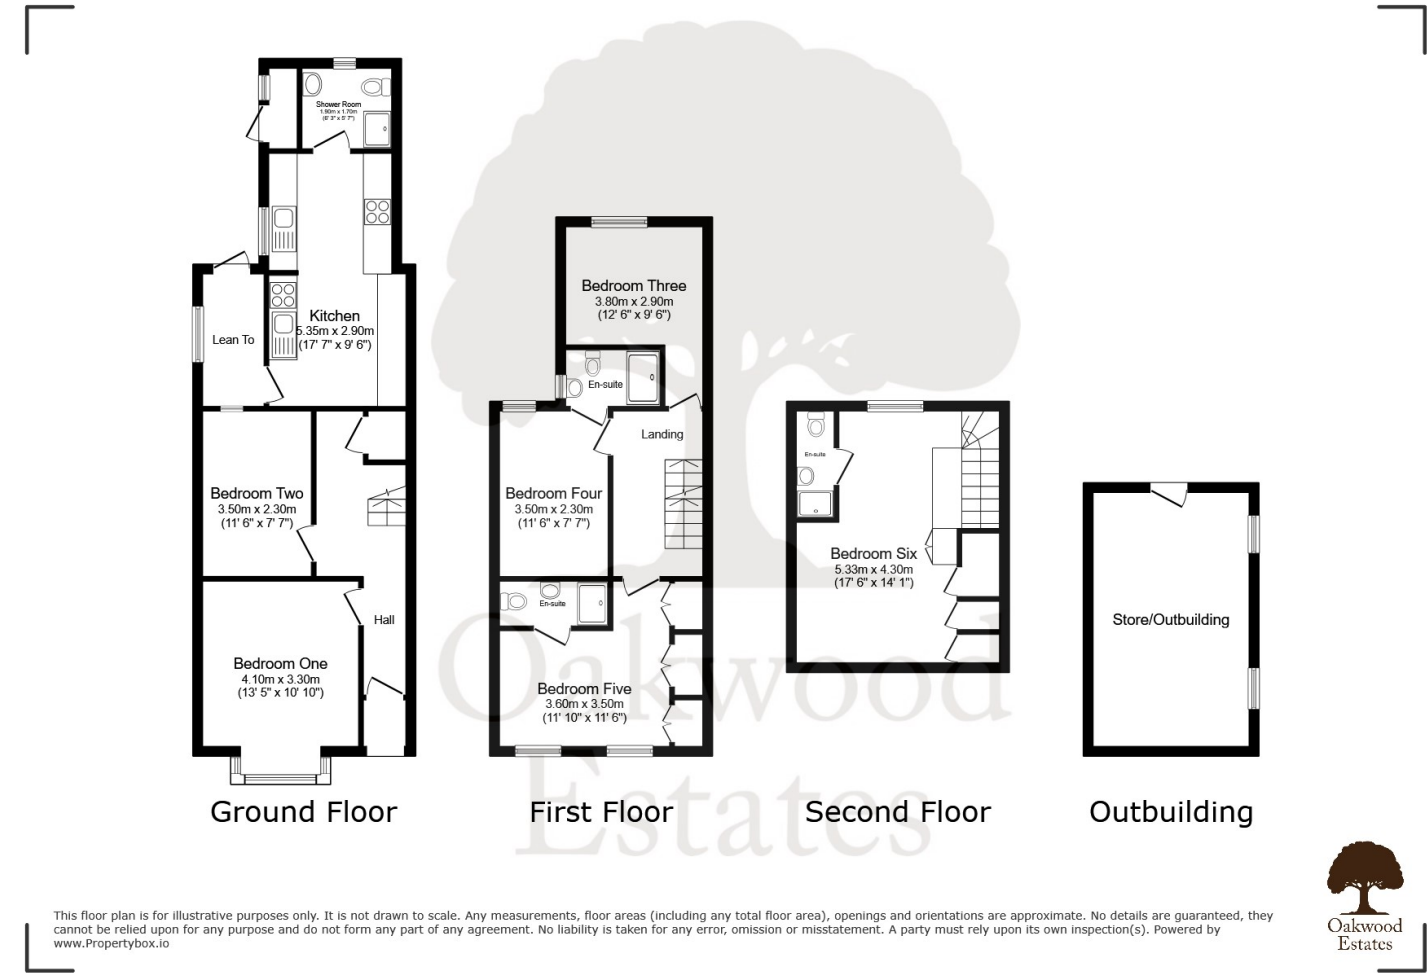 Shower Room
1.90m x 1.70m
(6' 3" x 5' 7")
Kitchen
5.35m x 2.90m
(17' 7" x 9' 6")
Lean To
Bedroom Two
3.50m x 2.30m
(11' 6" x 7' 7")
Hall
Bedroom One
4.10m x 3.30m
(13' 5" x 10' 10")
Ground Floor
Bedroom Three
3.80m x 2.90m
(12' 6" x 9' 6")
En-suite
Landing
Bedroom Four
3.50m x 2.30m
(11' 6" x 7' 7")
En-suite
Bedroom Five
3.60m x 3.50m
(11' 10" x 11' 6")
First Floor
En-suite
Bedroom Six
5.33m x 4.30m
(17' 6" x 14' 1")
Second Floor
Store/Outbuilding
Outbuilding
Oakwood
Estates
This floor plan is for illustrative purposes only. It is not drawn to scale. Any measurements, floor areas (including any total floor area), openings and orientations are approximate. No details are guaranteed, they
cannot be relied upon for any purpose and do not form any part of any agreement. No liability is taken for any error, omission or misstatement. A party must rely upon its own inspection(s). Powered by
www.Propertybox.io
Oakwood
Estates